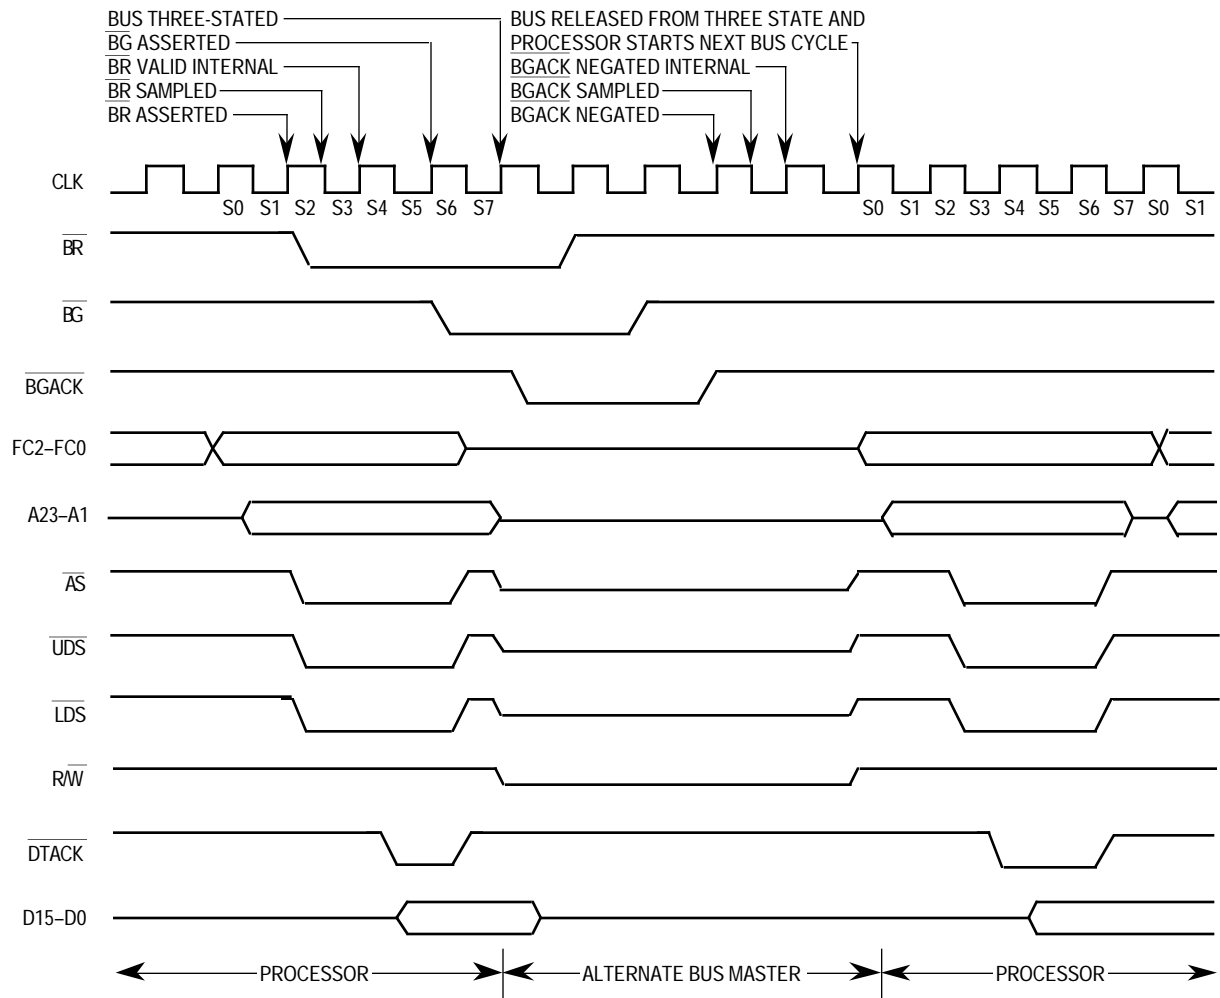 BUS THREE-STATED
BG ASSERTED
BR VALID INTERNAL
BR SAMPLED
BR ASSERTED
BUS RELEASED FROM THREE STATE AND
PROCESSOR STARTS NEXT BUS CYCLE
BGACK NEGATED INTERNAL
BGACK SAMPLED
BGACK NEGATED
CLK
S0 S1 S2 S3 S4 S5 S6 S7 S0 S1 S2 S3 S4 S5 S6 S7 S0 S1
BR
BG
BGACK
FC2–FC0
A23–A1
AS
UDS
LDS
R/W
DTACK
D15–D0
PROCESSOR ALTERNATE BUS MASTER PROCESSOR